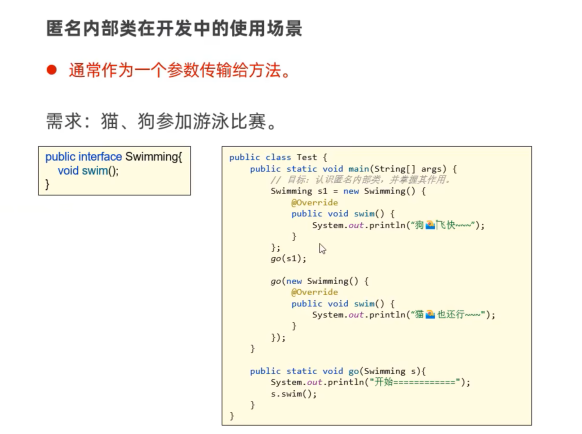 匿名内部类在开发中的使用场景
● 通常作为一个参数传输给方法。
需求：猫、狗参加游泳比赛。
public interface Swimming{
    void swim();
}
public class Test {
    public static void main(String[] args) {
        // 目标：认识匿名内部类，并掌握其作用。
        Swimming s1 = new Swimming() {
            @Override
            public void swim() {
                System.out.println("狗🏊飞快~~~");
            }
        };
        go(s1);

        go(new Swimming() {
            @Override
            public void swim() {
                System.out.println("猫🏊也还行~~~");
            }
        });
    }

    public static void go(Swimming s){
        System.out.println("开始============");
        s.swim();
    }
}